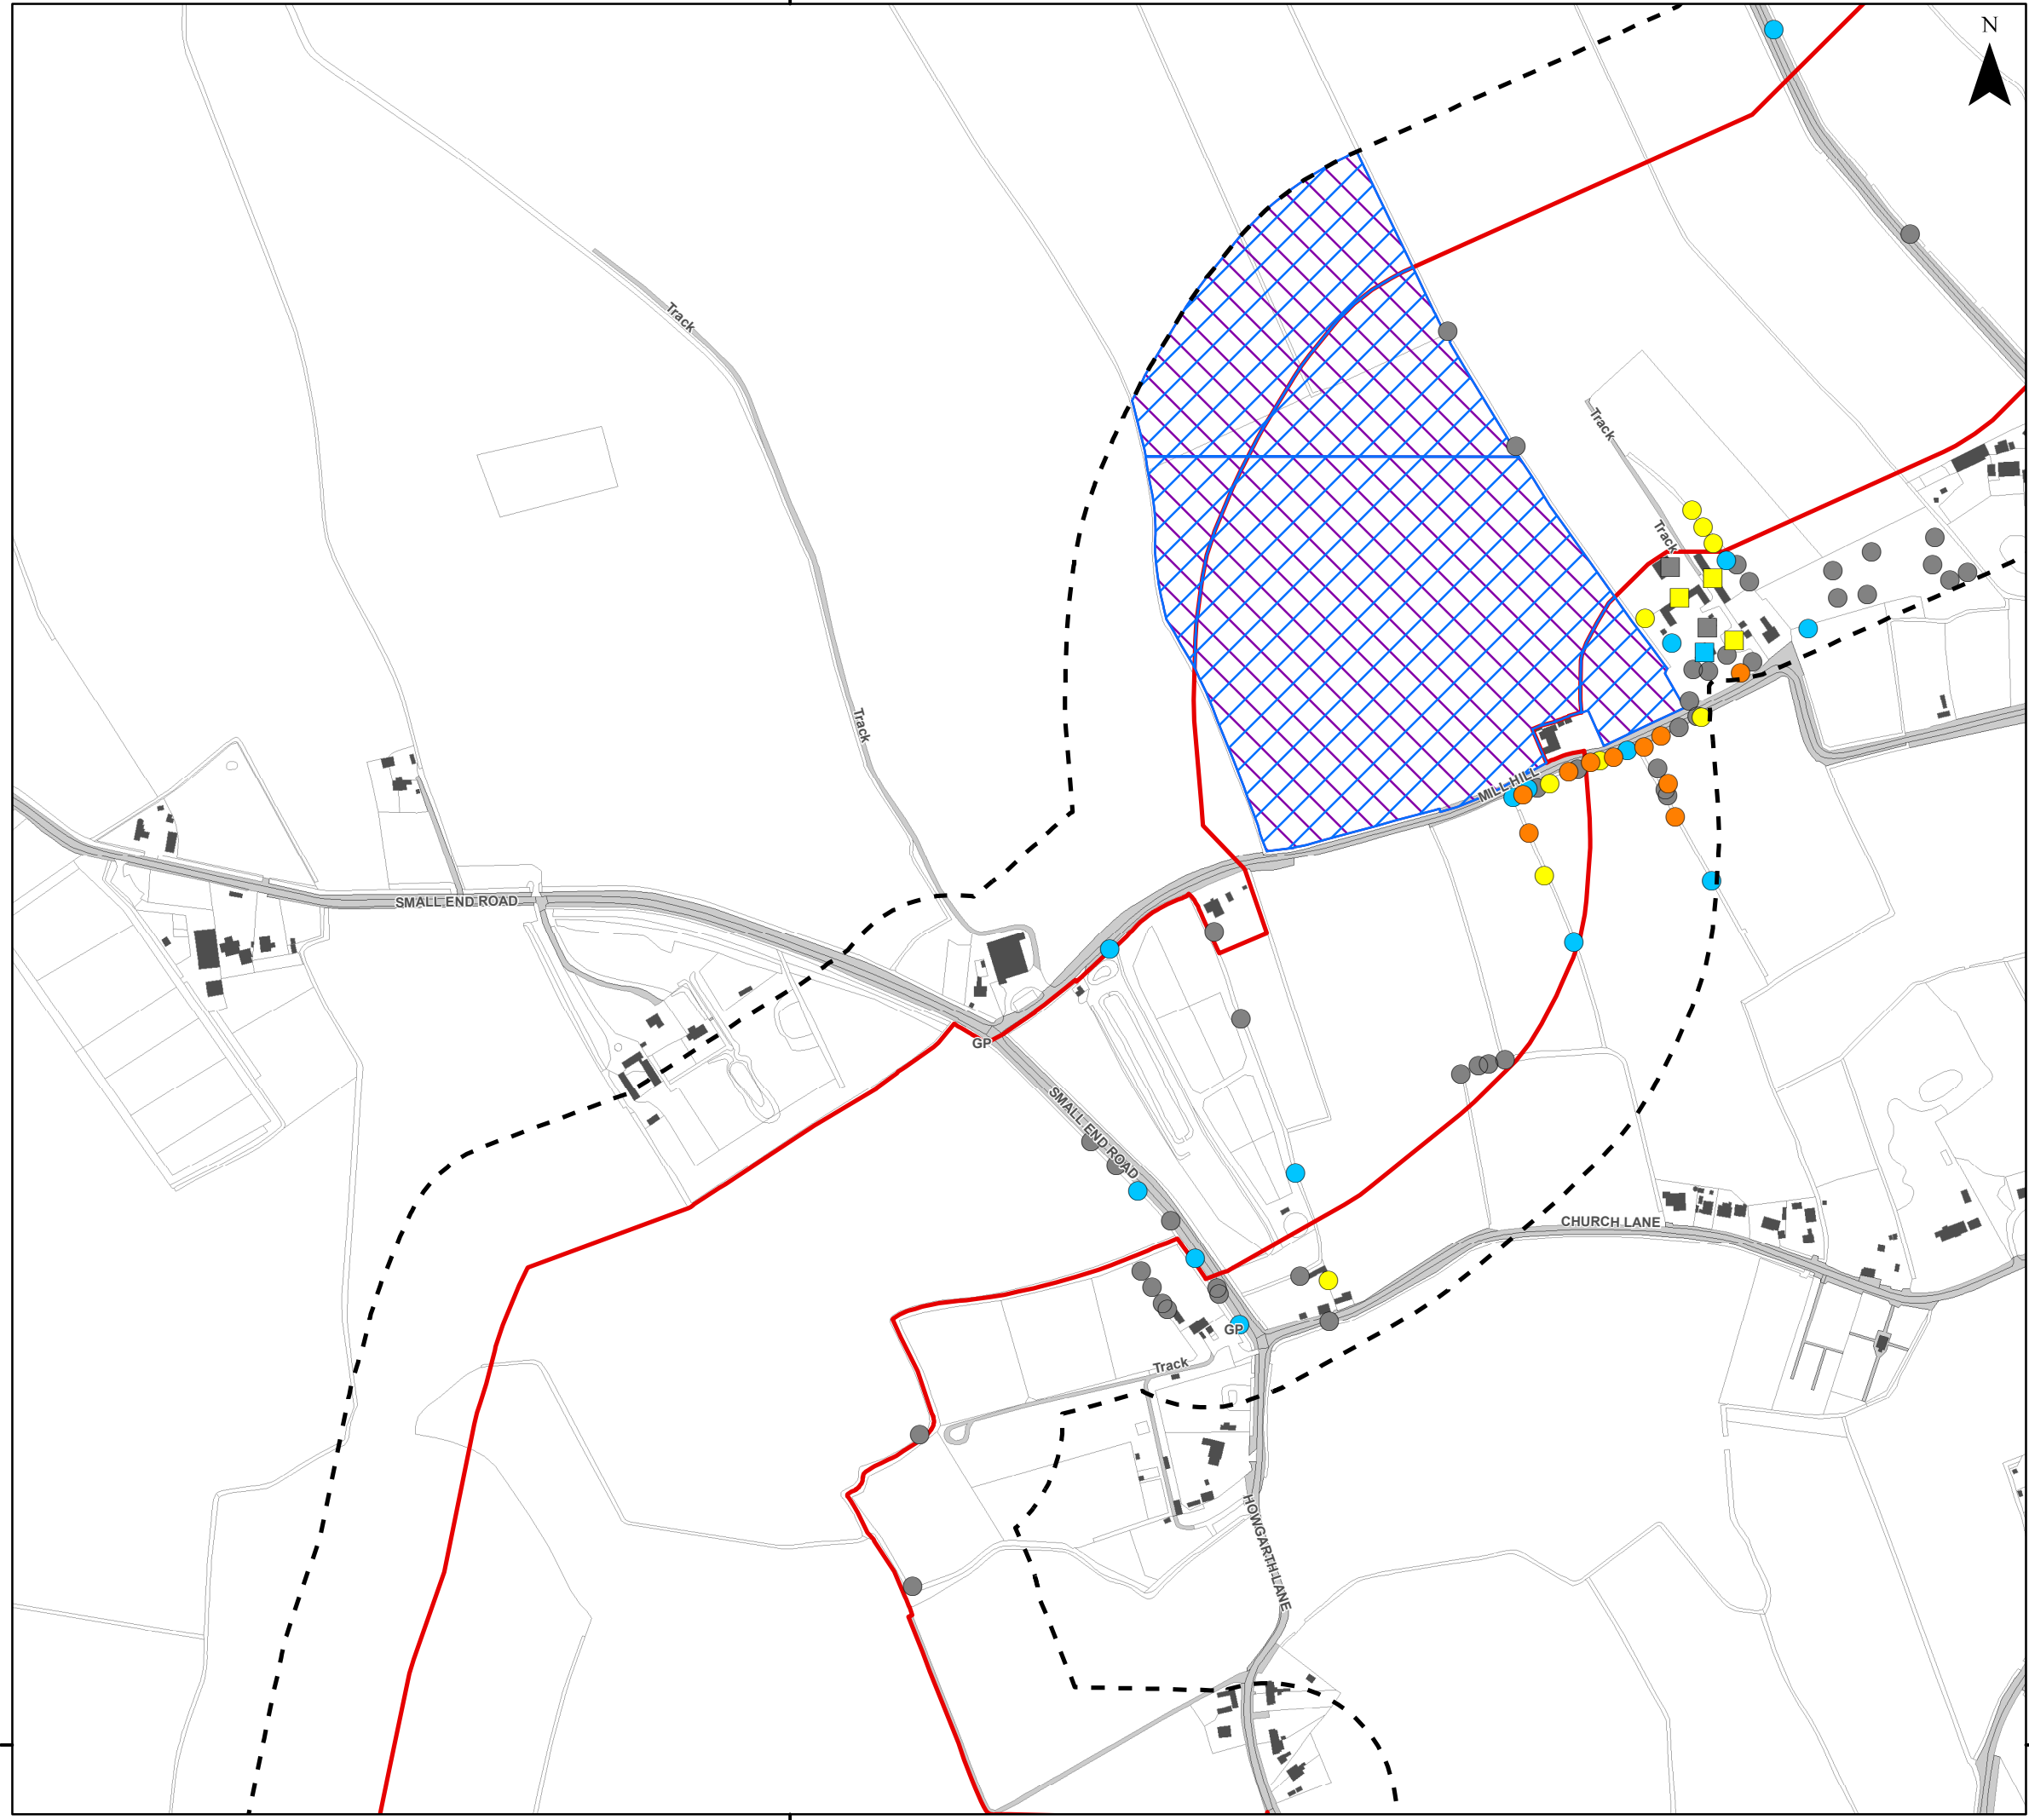 N
Track
Track
Track
Track
MILL HILL
SMALL END ROAD
GP
SMALL END ROAD
CHURCH LANE
GP
Track
HOWGARTH LANE